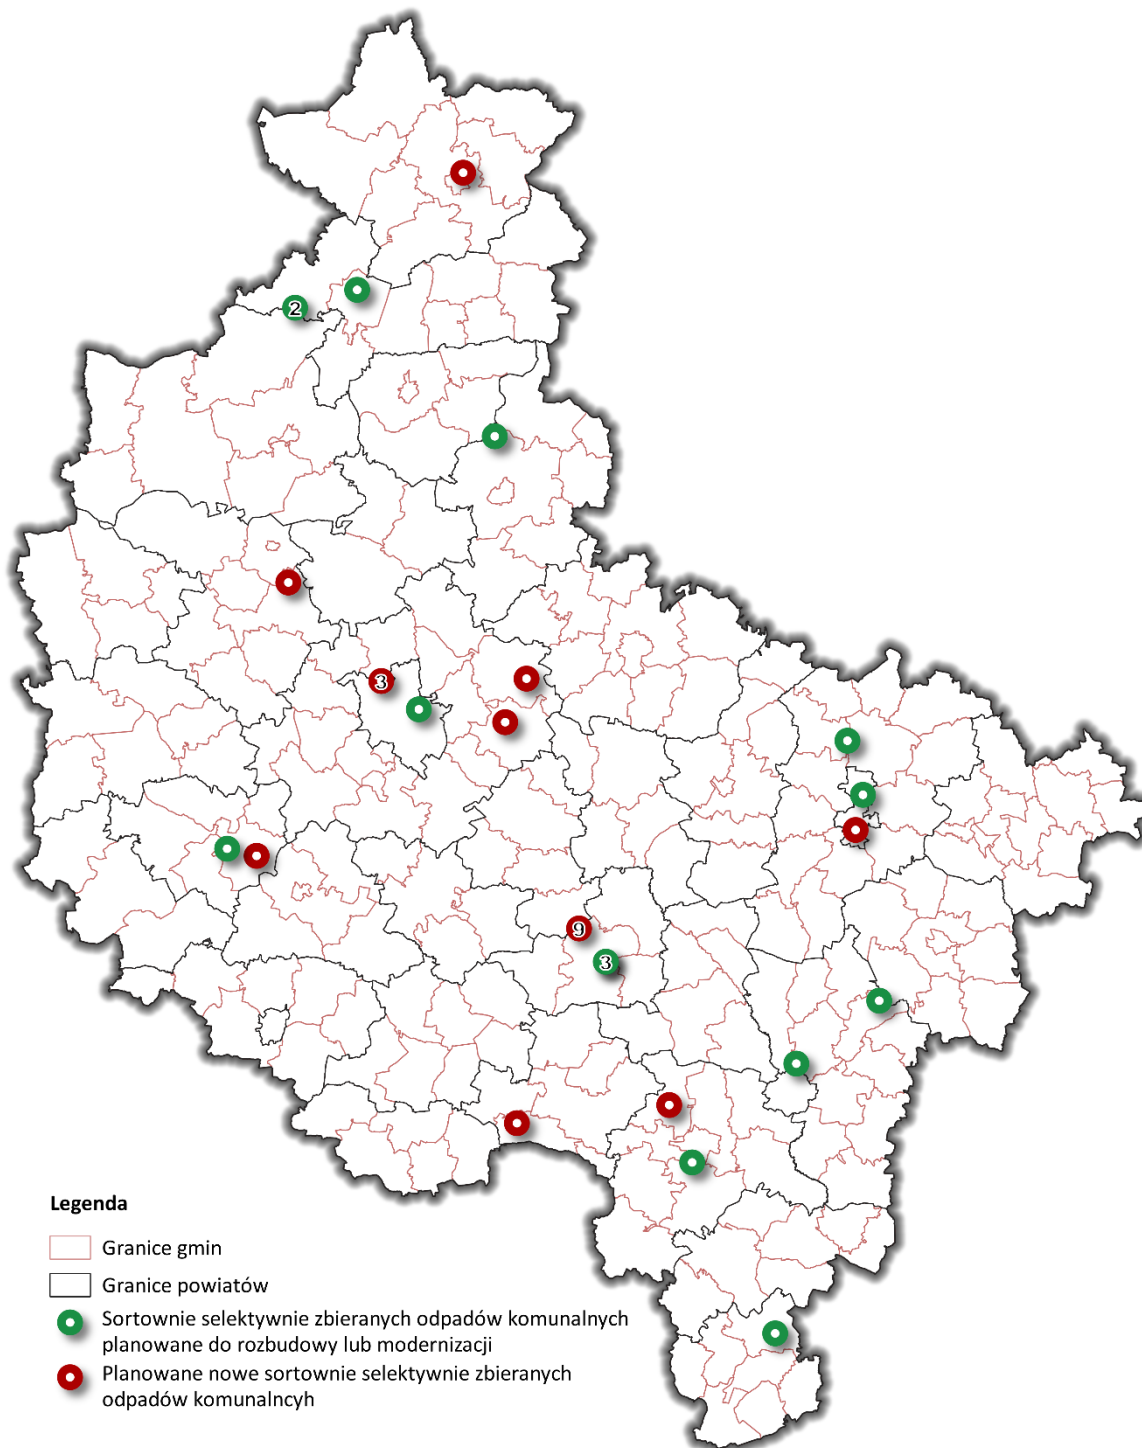 2
3
9
3
Legenda
Granice gmin
Granice powiatów
Sortownie selektywnie zbieranych odpadów komunalnych
planowane do rozbudowy lub modernizacji
Planowane nowe sortownie selektywnie zbieranych
odpadów komunalncyh